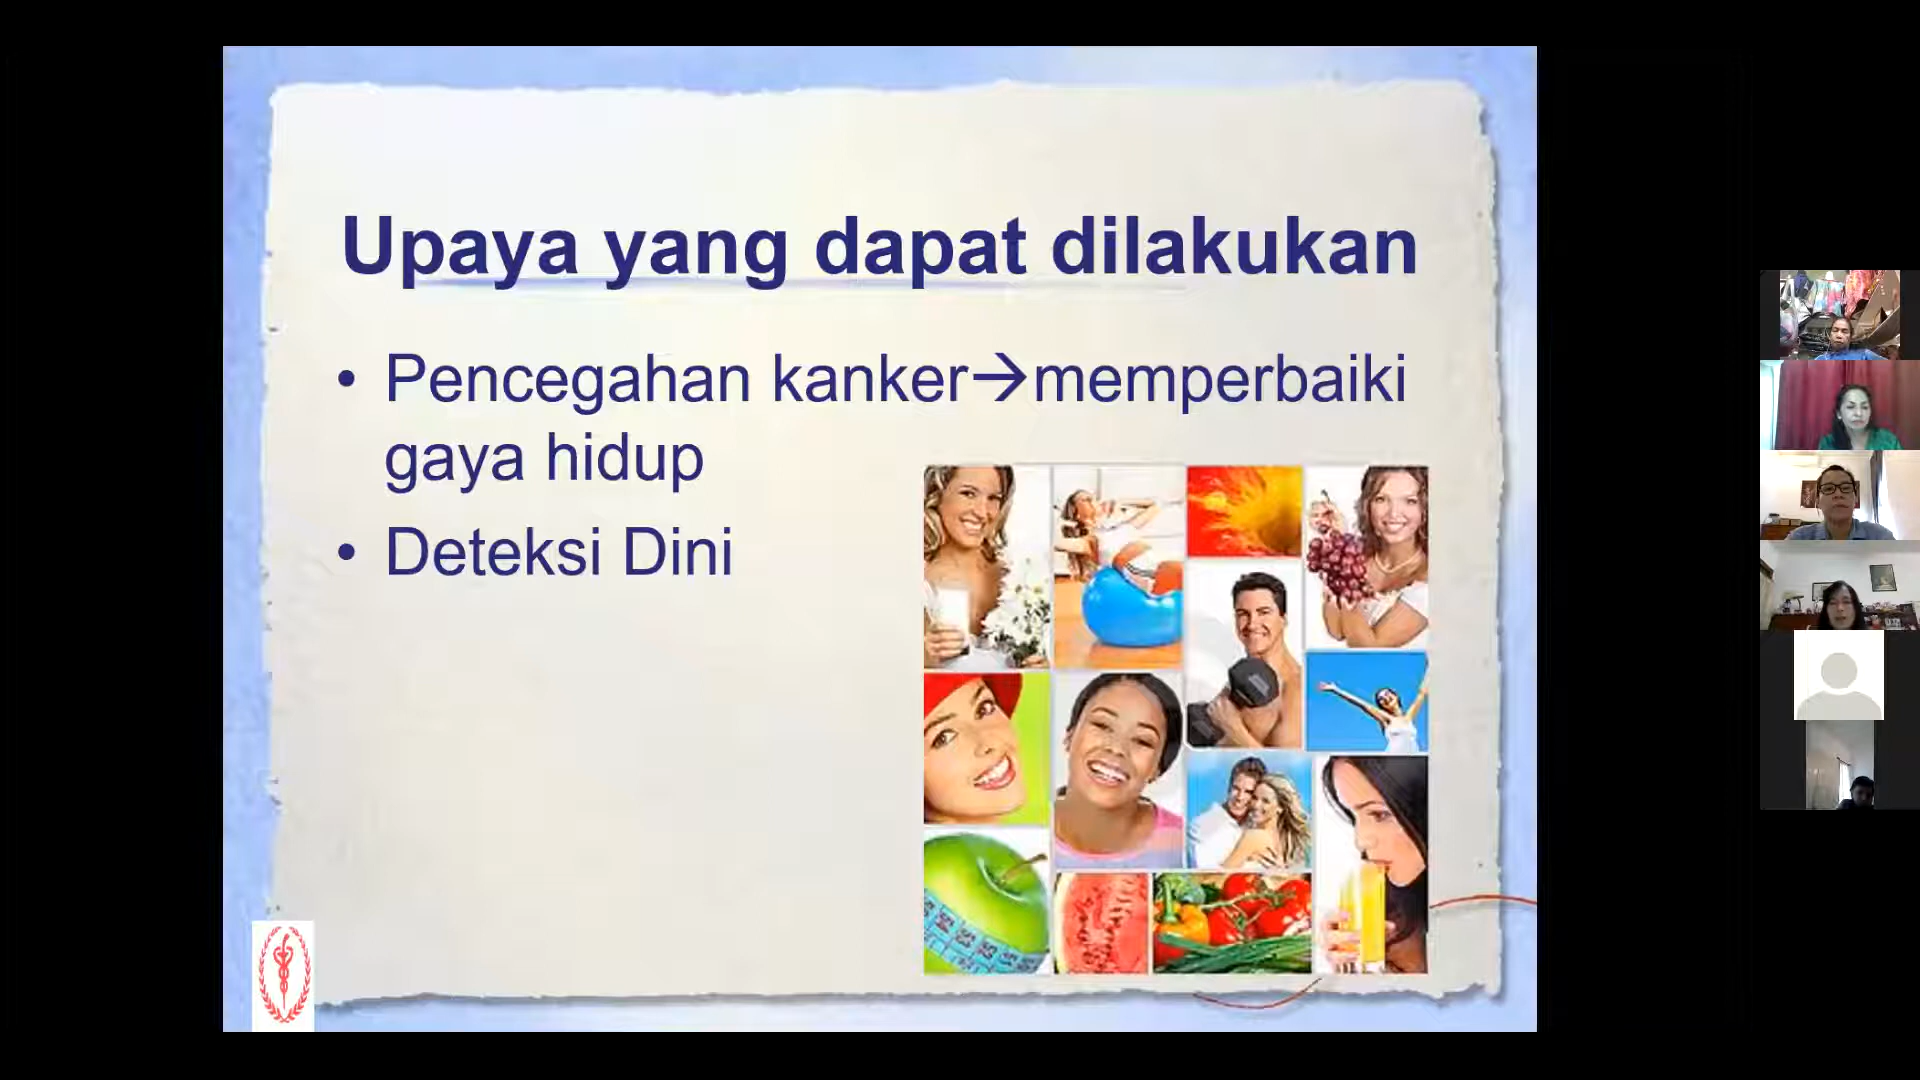 Upaya yang dapat dilakukan
• Pencegahan kanker→memperbaiki
gaya hidup
• Deteksi Dini